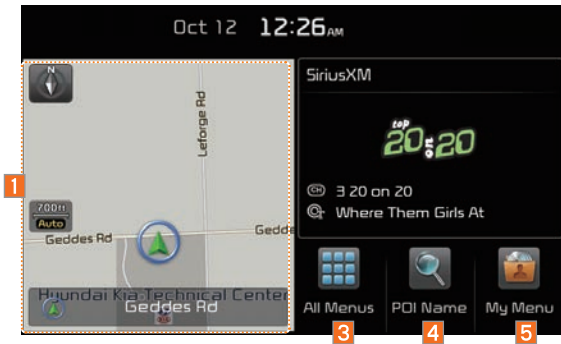 Oct 12 12:26AM
N
Leforge Rd
1
700ft
Auto
Geddes Rd
Gedde
Hyundai Kia Technical Center
Geddes Rd
SiriusXM
top
20 on 20
CH 3 20 on 20
Where Them Girls At
All Menus
POI Name
My Menu
3
4
5